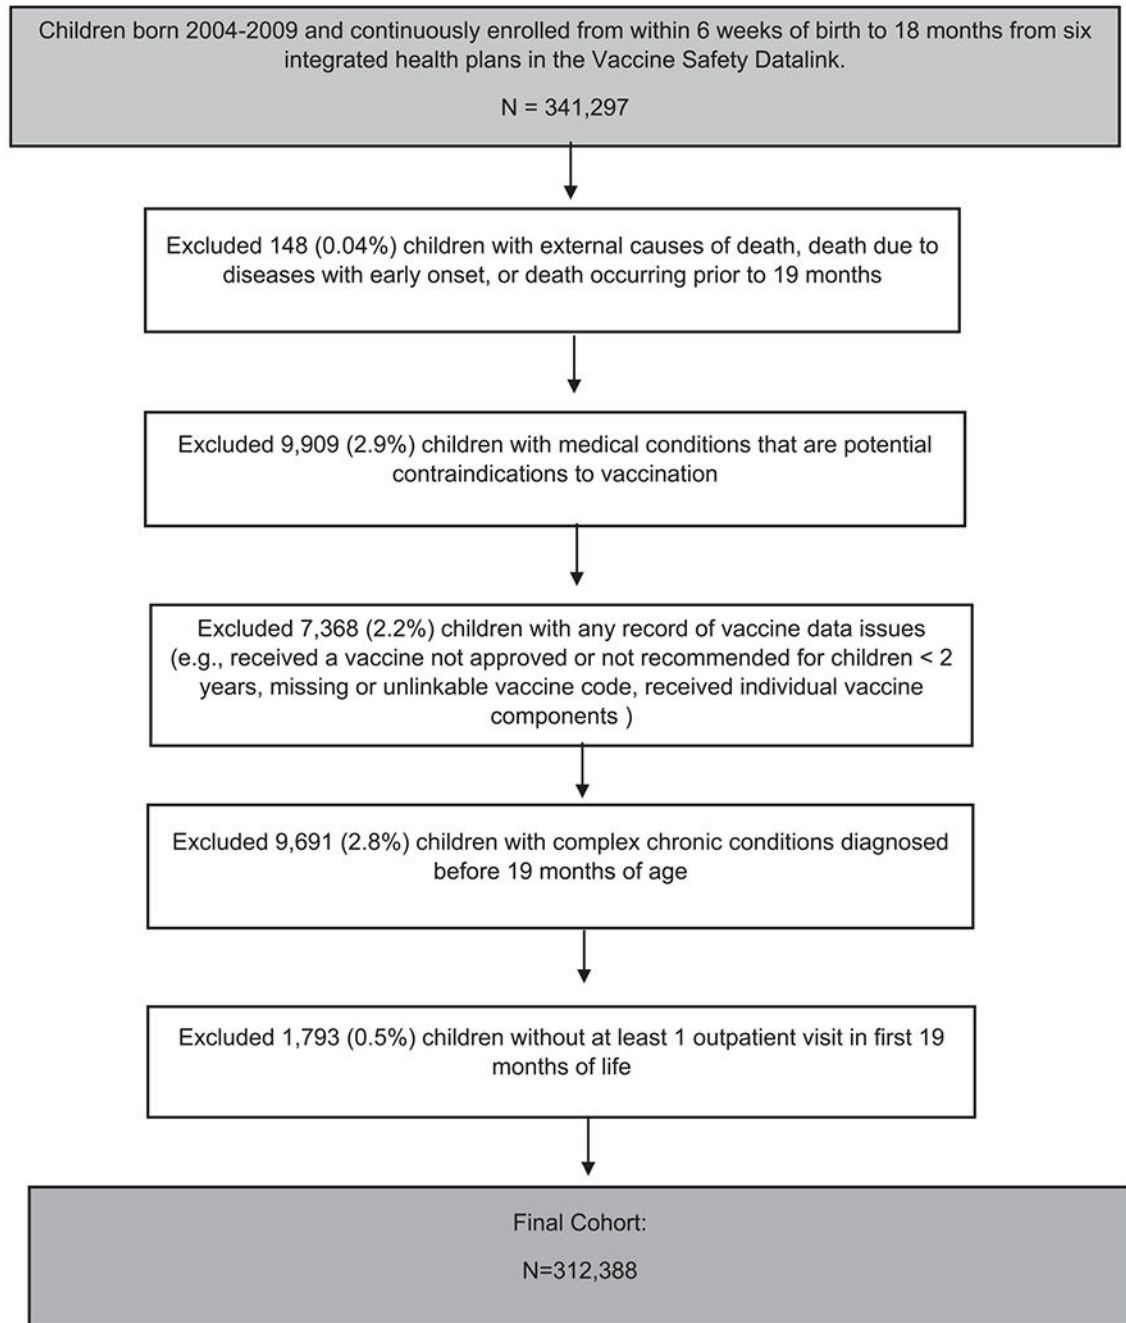 Children born 2004-2009 and continuously enrolled from within 6 weeks of birth to 18 months from six
integrated health plans in the Vaccine Safety Datalink.
N = 341,297
Excluded 148 (0.04%) children with external causes of death, death due to
diseases with early onset, or death occurring prior to 19 months
Excluded 9,909 (2.9%) children with medical conditions that are potential
contraindications to vaccination
Excluded 7,368 (2.2%) children with any record of vaccine data issues
(e.g., received a vaccine not approved or not recommended for children < 2
years, missing or unlinkable vaccine code, received individual vaccine
components )
Excluded 9,691 (2.8%) children with complex chronic conditions diagnosed
before 19 months of age
Excluded 1,793 (0.5%) children without at least 1 outpatient visit in first 19
months of life
Final Cohort:
N=312,388